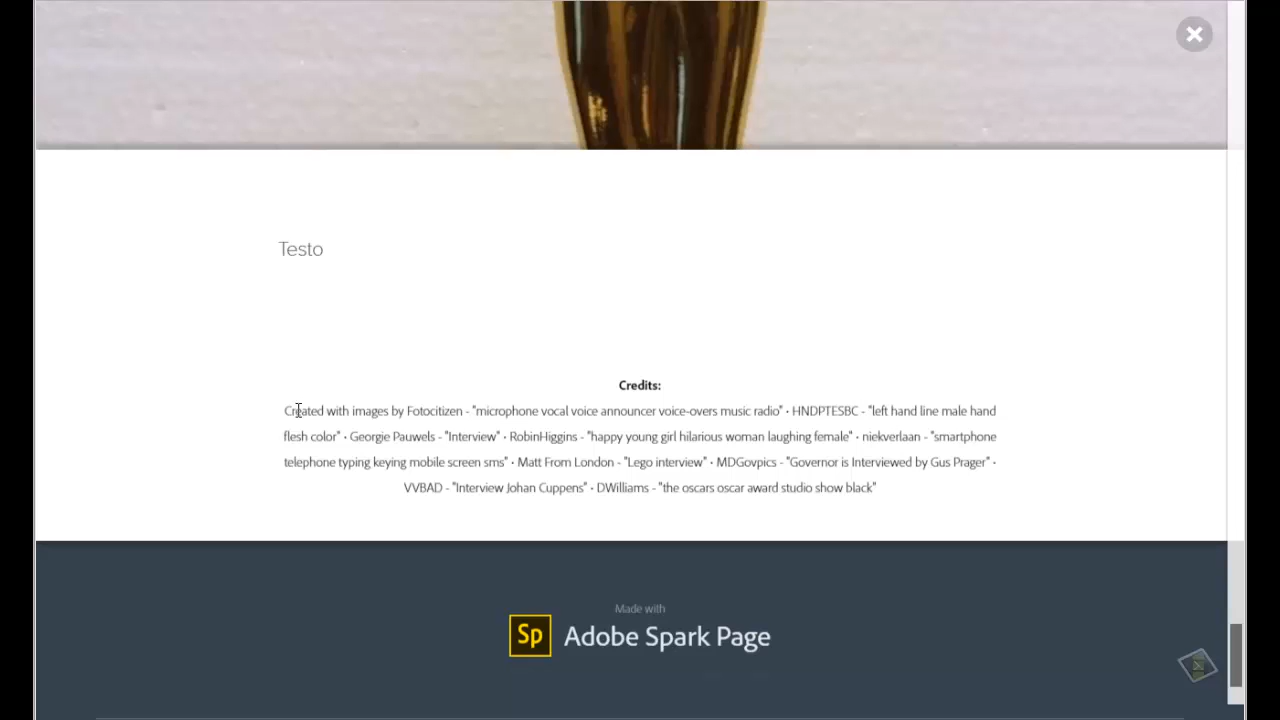 Testo
Credits:
Created with images by Fotocitizen - "microphone vocal voice announcer voice-overs music radio" • HNDPTESBC - "left hand line male hand
flesh color" • Georgie Pauwels - "Interview" • RobinHiggins - "happy young girl hilarious woman laughing female" • niekverlaan - "smartphone
telephone typing keying mobile screen sms" • Matt From London - "Lego interview" • MDGovpics - "Governor is Interviewed by Gus Prager" •
VVBAD - "Interview Johan Cuppens" • DWilliams - "the oscars oscar award studio show black"
Made with
Sp Adobe Spark Page